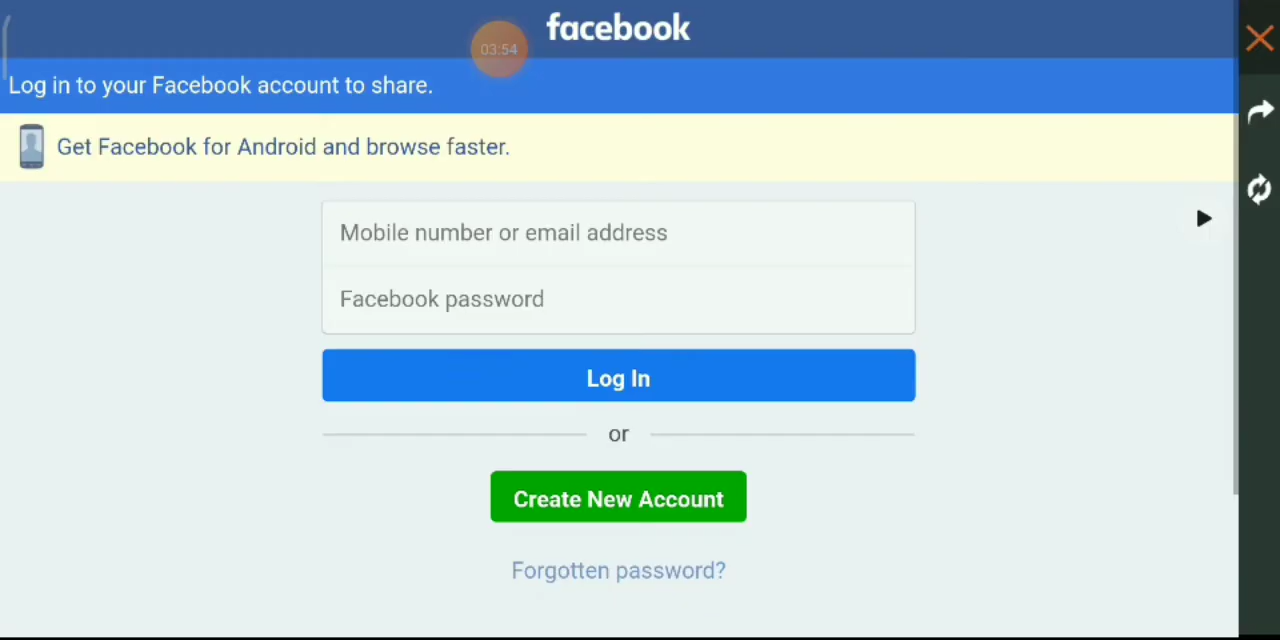 facebook
03:54
Log in to your Facebook account to share.
Get Facebook for Android and browse faster.
Mobile number or email address
Facebook password
Log In
or
Create New Account
Forgotten password?